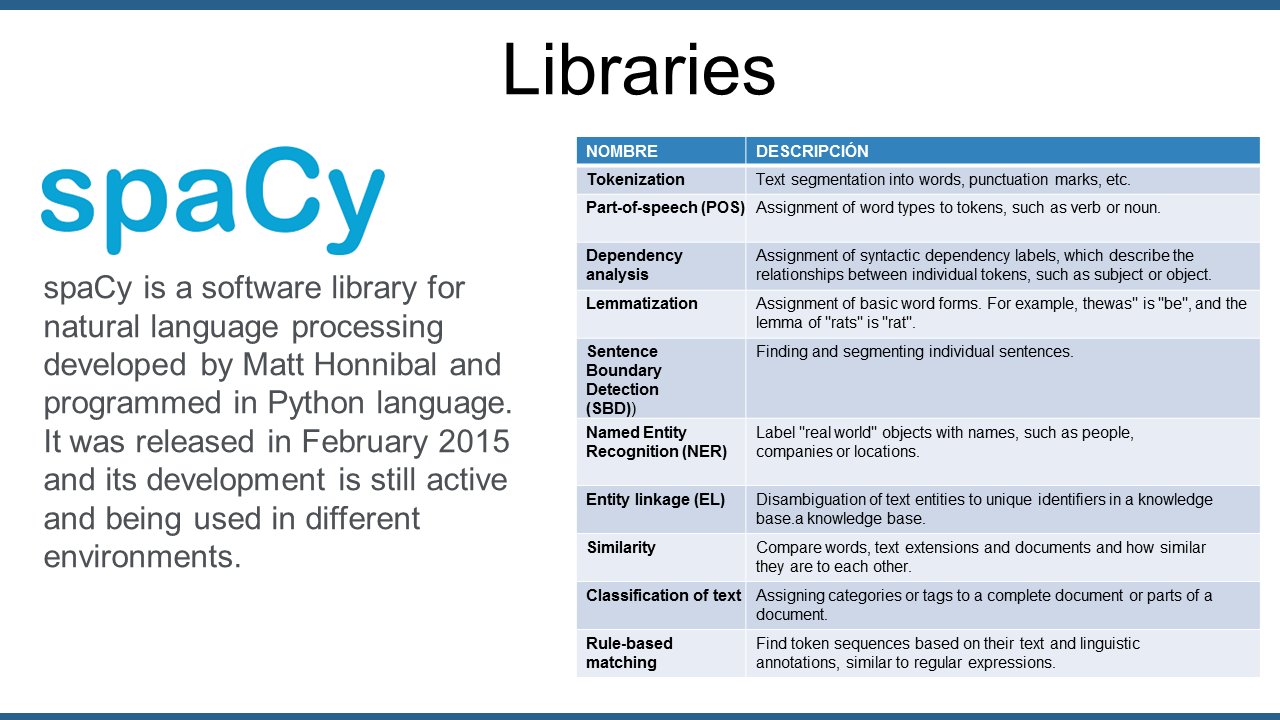 Libraries
spaCy
spaCy is a software library for
natural language processing
developed by Matt Honnibal and
programmed in Python language.
It was released in February 2015
and its development is still active
and being used in different
environments.
NOMBRE DESCRIPCIÓN
Tokenization Text segmentation into words, punctuation marks, etc.
Part-of-speech (POS) Assignment of word types to tokens, such as verb or noun.
Dependency
analysis
Assignment of syntactic dependency labels, which describe the
relationships between individual tokens, such as subject or object.
Lemmatization
Assignment of basic word forms. For example, thewas" is "be", and the
lemma of "rats" is "rat".
Sentence
Boundary
Detection
(SBD))
Finding and segmenting individual sentences.
Named Entity
Recognition (NER)
Label "real world" objects with names, such as people,
companies or locations.
Entity linkage (EL)
Disambiguation of text entities to unique identifiers in a knowledge
base.a knowledge base.
Similarity
Compare words, text extensions and documents and how similar
they are to each other.
Classification of text
Assigning categories or tags to a complete document or parts of a
document.
Rule-based
matching
Find token sequences based on their text and linguistic
annotations, similar to regular expressions.